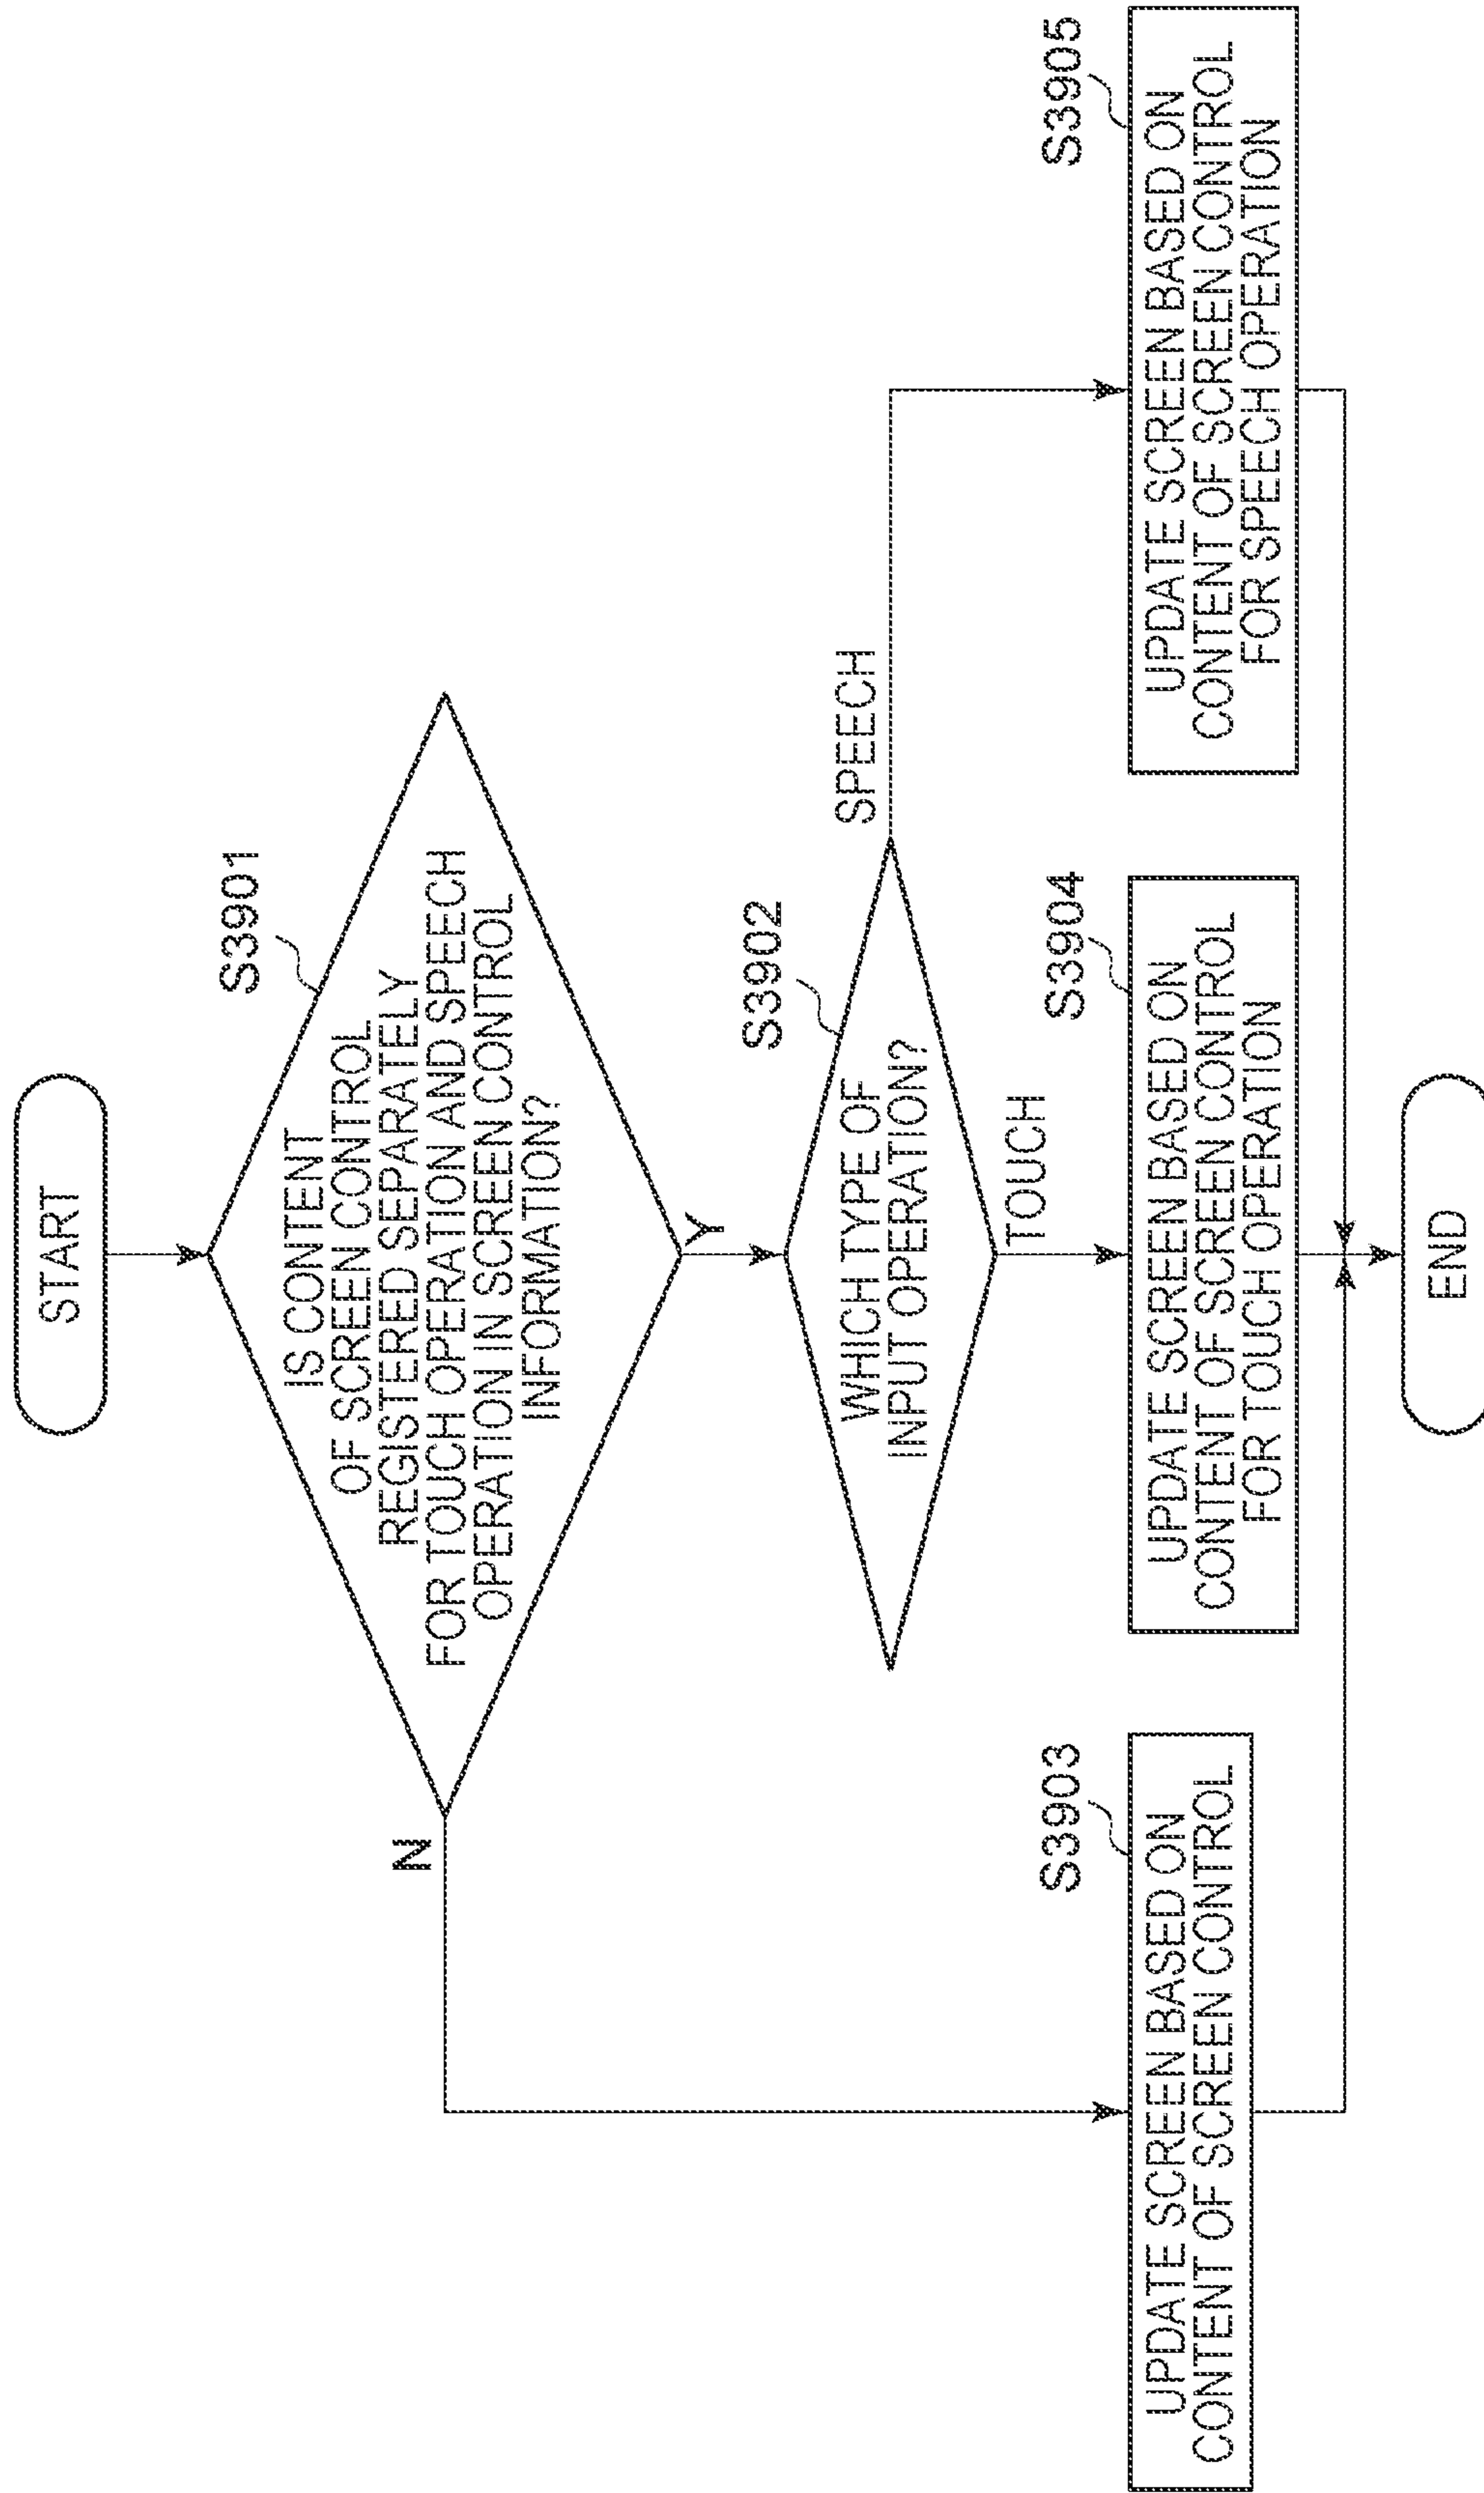 START
S3901
IS CONTENT
OF SCREEN CONTROL
REGISTERED SEPARATELY
FOR TOUCH OPERATION AND SPEECH
OPERATION IN SCREEN CONTROL
INFORMATION?
N
Y
S3902
WHICH TYPE OF
INPUT OPERATION?
SPEECH
TOUCH
S3903
UPDATE SCREEN BASED ON
CONTENT OF SCREEN CONTROL
S3904
UPDATE SCREEN BASED ON
CONTENT OF SCREEN CONTROL
FOR TOUCH OPERATION
S3905
UPDATE SCREEN BASED ON
CONTENT OF SCREEN CONTROL
FOR SPEECH OPERATION
END